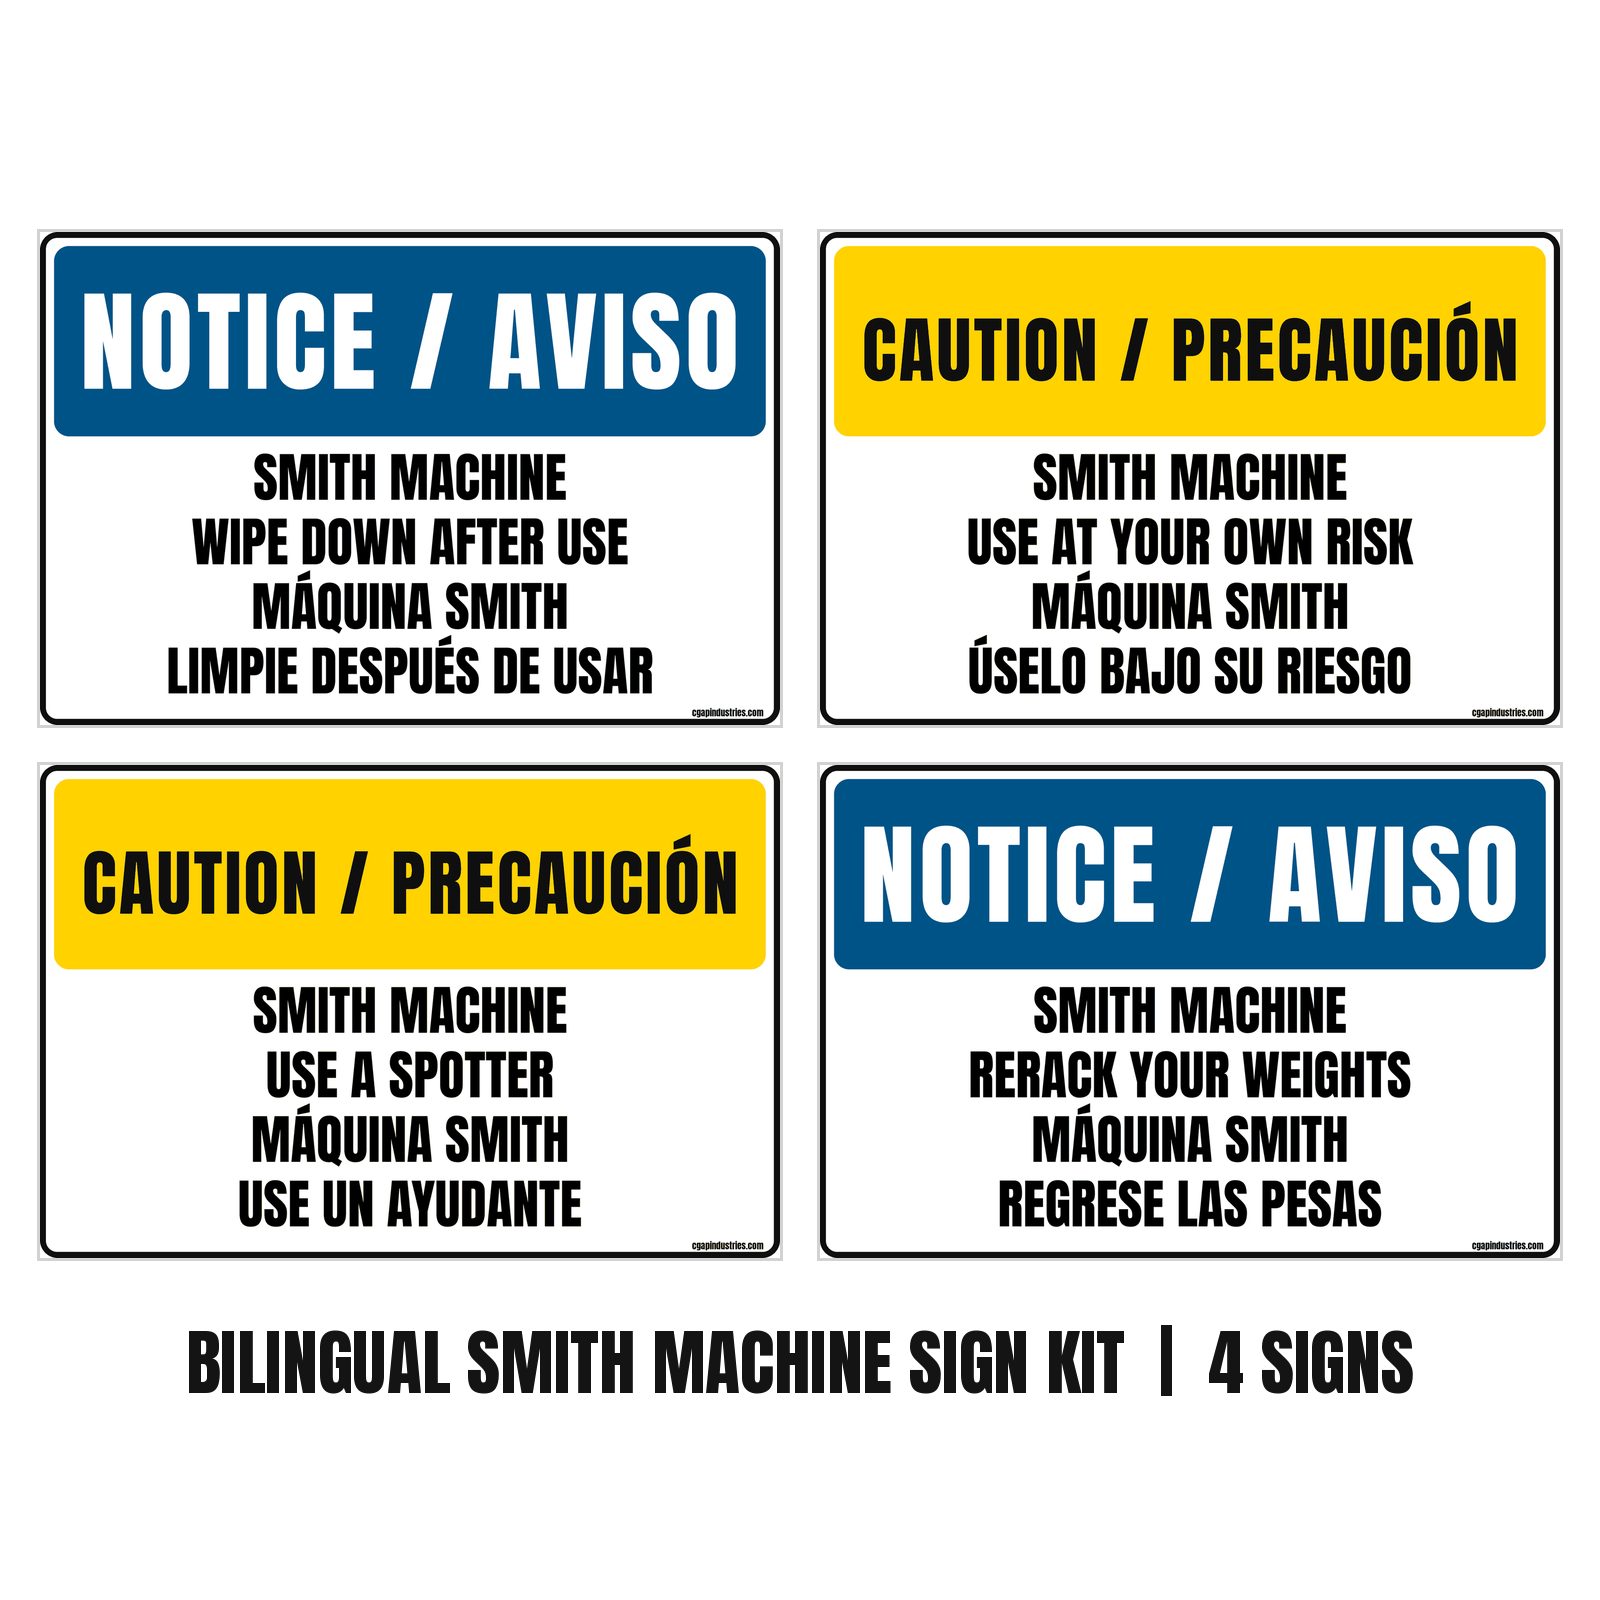 NOTICE / AVISO
SMITH MACHINE
WIPE DOWN AFTER USE
MÁQUINA SMITH
LIMPIE DESPUÉS DE USAR
cgapindustries.com
CAUTION / PRECAUCIÓN
SMITH MACHINE
USE AT YOUR OWN RISK
MÁQUINA SMITH
ÚSELO BAJO SU RIESGO
cgapindustries.com
CAUTION / PRECAUCIÓN
SMITH MACHINE
USE A SPOTTER
MÁQUINA SMITH
USE UN AYUDANTE
cgapindustries.com
NOTICE / AVISO
SMITH MACHINE
RERACK YOUR WEIGHTS
MÁQUINA SMITH
REGRESE LAS PESAS
cgapindustries.com
BILINGUAL SMITH MACHINE SIGN KIT | 4 SIGNS